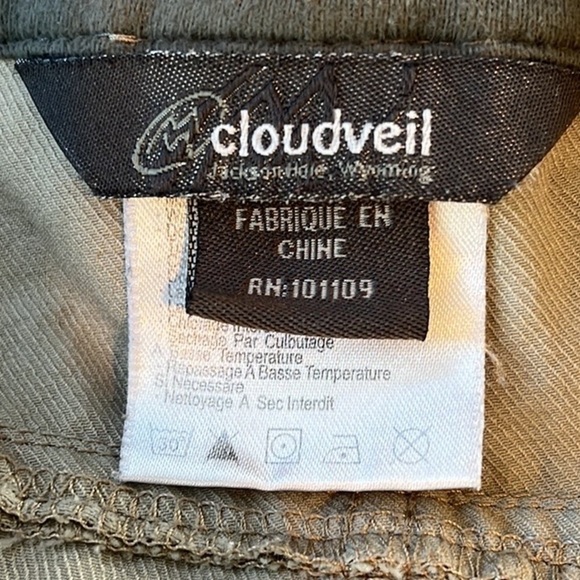 cloudveil
Jackson Hole, Wyoming
FABRIQUE EN
CHINE
RN:101109
Séchage Par Culbutage
A Basse Temperature
Repassage A Basse Temperature
Si Necessaire
Nettoyage A Sec Interdit
30°